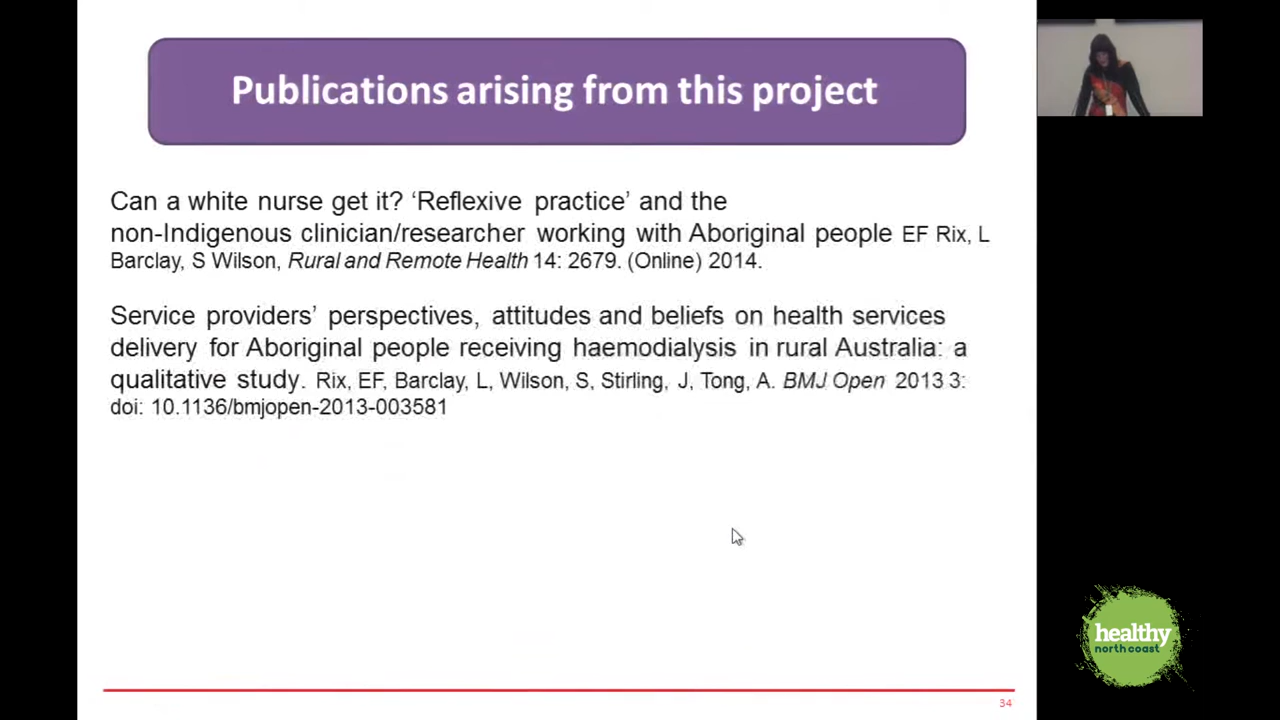 Publications arising from this project
Can a white nurse get it? ‘Reflexive practice’ and the
non-Indigenous clinician/researcher working with Aboriginal people EF Rix, L
Barclay, S Wilson, Rural and Remote Health 14: 2679. (Online) 2014.
Service providers’ perspectives, attitudes and beliefs on health services
delivery for Aboriginal people receiving haemodialysis in rural Australia: a
qualitative study. Rix, EF, Barclay, L, Wilson, S, Stirling, J, Tong, A. BMJ Open 2013 3:
doi: 10.1136/bmjopen-2013-003581
healthy
north coast
34